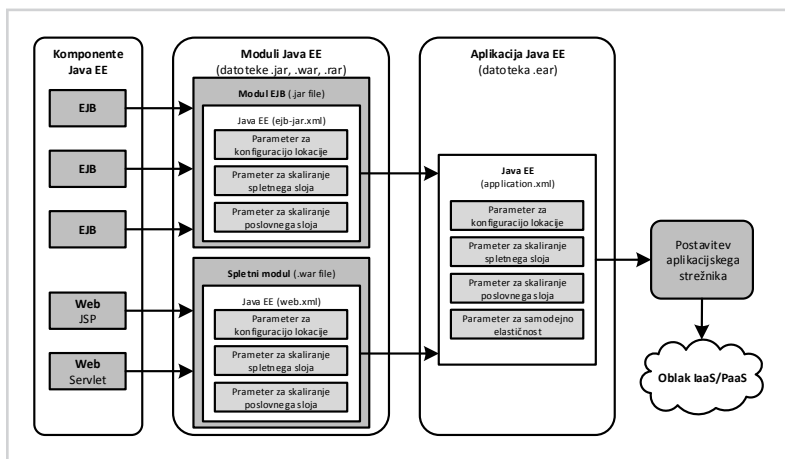 Komponente
Java EE
EJB
EJB
EJB
Web
JSP
Web
Servlet
Moduli Java EE
(datoteke .jar, .war, .rar)
Modul EJB (.jar file)
Java EE (ejb-jar.xml)
Parameter za
konfiguracijo lokacije
Prameter za skaliranje
spletnega sloja
Prameter za skaliranje
poslovnega sloja
Spletni modul (.war file)
Java EE (web.xml)
Parameter za
konfiguracijo lokacije
Prameter za skaliranje
spletnega sloja
Prameter za skaliranje
poslovnega sloja
Aplikacija Java EE
(datoteka .ear)
Java EE
(application.xml)
Parameter za
konfiguracijo lokacije
Prameter za skaliranje
spletnega sloja
Prameter za skaliranje
poslovnega sloja
Parameter za samodejno
elastičnost
Postavitev
aplikacijskega
strežnika
Oblak IaaS/PaaS